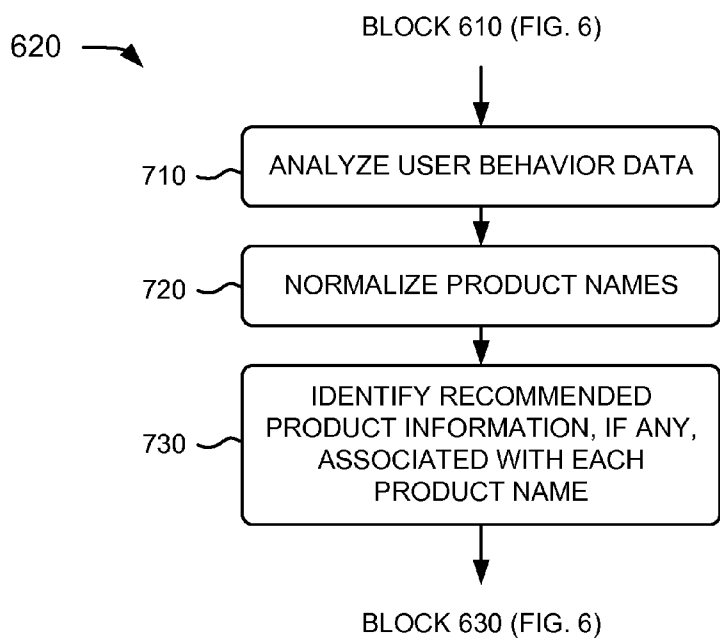 BLOCK 610 (FIG. 6)
620
710
ANALYZE USER BEHAVIOR DATA
720
NORMALIZE PRODUCT NAMES
730
IDENTIFY RECOMMENDED
PRODUCT INFORMATION, IF ANY,
ASSOCIATED WITH EACH
PRODUCT NAME
BLOCK 630 (FIG. 6)